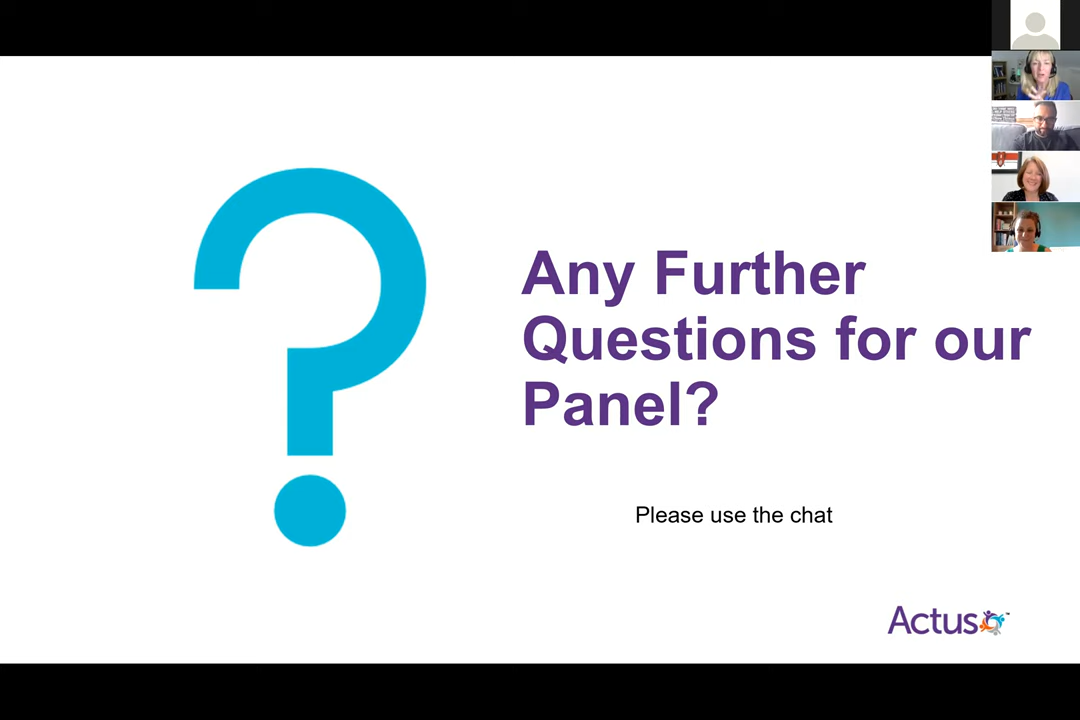 Any Further
Questions for our
Panel?
Please use the chat
Actus